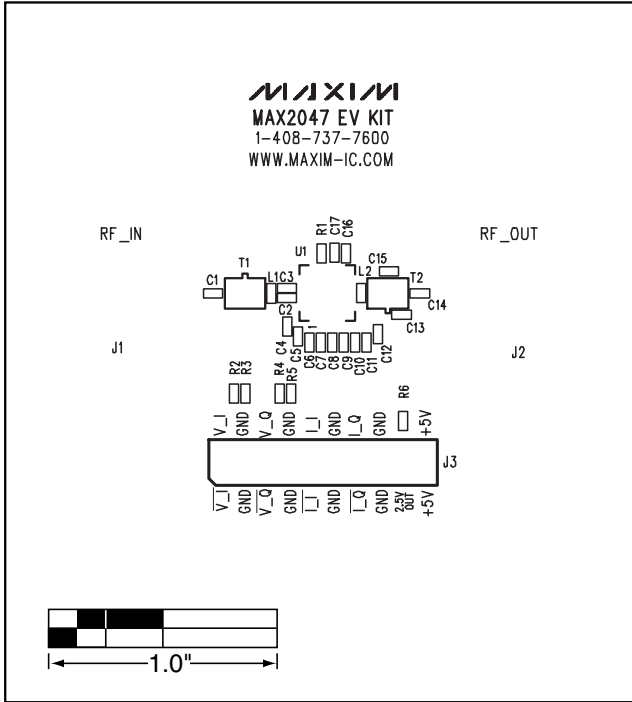 MAXIM
MAX2047 EV KIT
1-408-737-7600
WWW.MAXIM-IC.COM
RF_IN
RF_OUT
R1
C17
C16
U1
C15
T1
C1
L1
C3
L2
T2
C14
C2
C13
1
C4
C5
C6
C7
C8
C9
C10
C11
C12
J1
J2
R2
R3
R4
R5
R6
V_I
GND
V_Q
GND
I_I
GND
I_Q
GND
+5V
J3
V_I
GND
V_Q
GND
I_I
GND
I_Q
GND
2.5V
OUT
+5V
1.0"